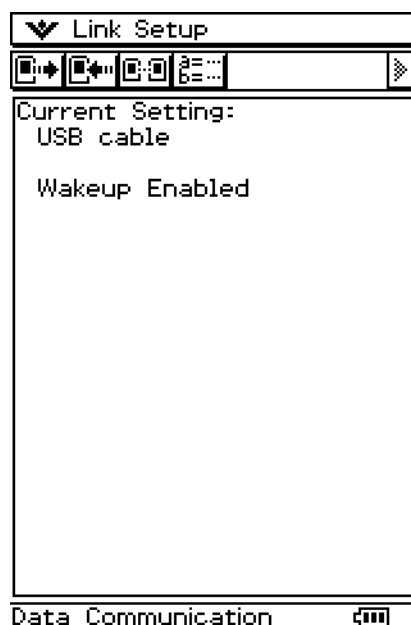 Link Setup
Current Setting:
USB cable
Wakeup Enabled
Data Communication